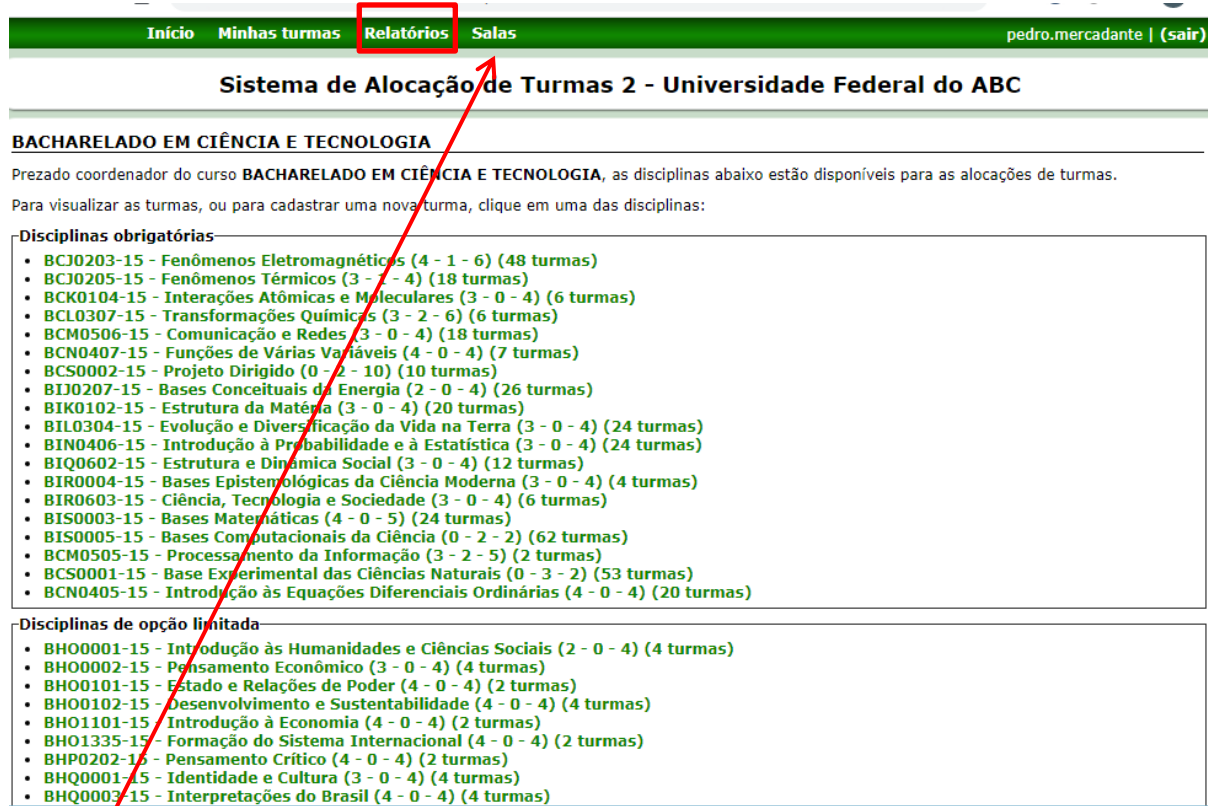 Início Minhas turmas Relatórios Salas pedro.mercadante | (sair)
Sistema de Alocação de Turmas 2 - Universidade Federal do ABC
BACHARELADO EM CIÊNCIA E TECNOLOGIA
Prezado coordenador do curso BACHARELADO EM CIÊNCIA E TECNOLOGIA, as disciplinas abaixo estão disponíveis para as alocações de turmas.
Para visualizar as turmas, ou para cadastrar uma nova turma, clique em uma das disciplinas:
Disciplinas obrigatórias
• BCJ0203-15 - Fenômenos Eletromagnéticos (4 - 1 - 6) (48 turmas)
• BCJ0205-15 - Fenômenos Térmicos (3 - 1 - 4) (18 turmas)
• BCK0104-15 - Interações Atômicas e Moleculares (3 - 0 - 4) (6 turmas)
• BCL0307-15 - Transformações Químicas (3 - 2 - 6) (6 turmas)
• BCM0506-15 - Comunicação e Redes (3 - 0 - 4) (18 turmas)
• BCN0407-15 - Funções de Várias Variáveis (4 - 0 - 4) (7 turmas)
• BCS0002-15 - Projeto Dirigido (0 - 2 - 10) (10 turmas)
• BIJ0207-15 - Bases Conceituais da Energia (2 - 0 - 4) (26 turmas)
• BIK0102-15 - Estrutura da Matéria (3 - 0 - 4) (20 turmas)
• BIL0304-15 - Evolução e Diversificação da Vida na Terra (3 - 0 - 4) (24 turmas)
• BIN0406-15 - Introdução à Probabilidade e à Estatística (3 - 0 - 4) (24 turmas)
• BIQ0602-15 - Estrutura e Dinâmica Social (3 - 0 - 4) (12 turmas)
• BIR0004-15 - Bases Epistemológicas da Ciência Moderna (3 - 0 - 4) (4 turmas)
• BIR0603-15 - Ciência, Tecnologia e Sociedade (3 - 0 - 4) (6 turmas)
• BIS0003-15 - Bases Matemáticas (4 - 0 - 5) (24 turmas)
• BIS0005-15 - Bases Computacionais da Ciência (0 - 2 - 2) (62 turmas)
• BCM0505-15 - Processamento da Informação (3 - 2 - 5) (2 turmas)
• BCS0001-15 - Base Experimental das Ciências Naturais (0 - 3 - 2) (53 turmas)
• BCN0405-15 - Introdução às Equações Diferenciais Ordinárias (4 - 0 - 4) (20 turmas)
Disciplinas de opção limitada
• BHO0001-15 - Introdução às Humanidades e Ciências Sociais (2 - 0 - 4) (4 turmas)
• BHO0002-15 - Pensamento Econômico (3 - 0 - 4) (4 turmas)
• BHO0101-15 - Estado e Relações de Poder (4 - 0 - 4) (2 turmas)
• BHO0102-15 - Desenvolvimento e Sustentabilidade (4 - 0 - 4) (4 turmas)
• BHO1101-15 - Introdução à Economia (4 - 0 - 4) (2 turmas)
• BHO1335-15 - Formação do Sistema Internacional (4 - 0 - 4) (2 turmas)
• BHP0202-15 - Pensamento Crítico (4 - 0 - 4) (2 turmas)
• BHQ0001-15 - Identidade e Cultura (3 - 0 - 4) (4 turmas)
• BHQ0003-15 - Interpretações do Brasil (4 - 0 - 4) (4 turmas)